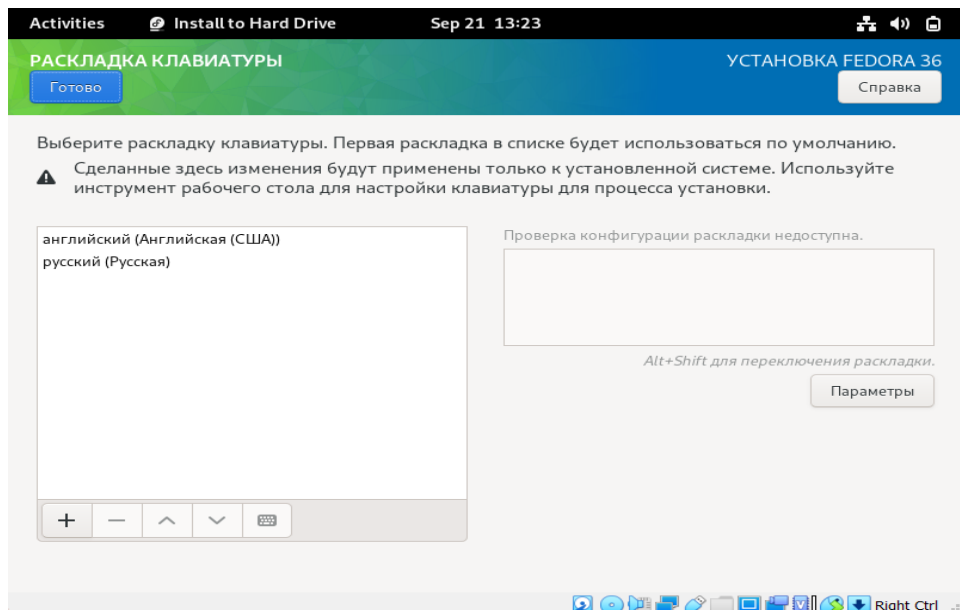 Activities Install to Hard Drive Sep 21 13:23
РАСКЛАДКА КЛАВИАТУРЫ
УСТАНОВКА FEDORA 36
Готово
Справка
Выберите раскладку клавиатуры. Первая раскладка в списке будет использоваться по умолчанию.
Сделанные здесь изменения будут применены только к установленной системе. Используйте
инструмент рабочего стола для настройки клавиатуры для процесса установки.
английский (Английская (США))
русский (Русская)
Проверка конфигурации раскладки недоступна.
Alt+Shift для переключения раскладки.
Параметры
Right Ctrl